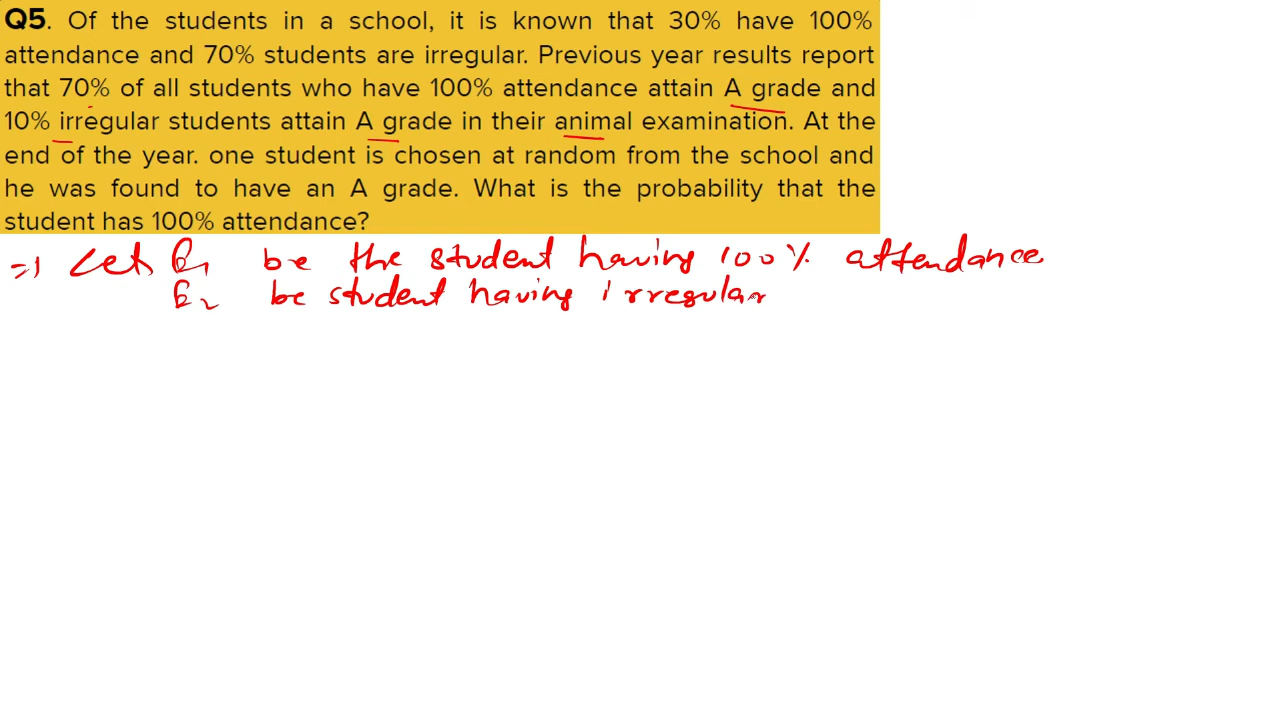 Q5. Of the students in a school, it is known that 30% have 100%
attendance and 70% students are irregular. Previous year results report
that 70% of all students who have 100% attendance attain A grade and
10% irregular students attain A grade in their animal examination. At the
end of the year. one student is chosen at random from the school and
he was found to have an A grade. What is the probability that the
student has 100% attendance?
=) Let, E1 be the student having 100% attendance
E2 be student having irregular